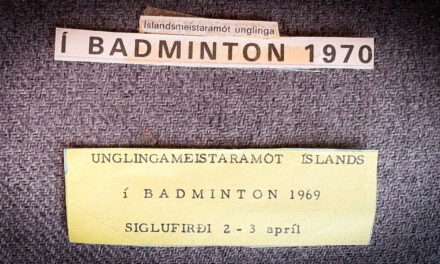 Íslandsmeistaramót unglinga
Í BADMINTON 1970
UNGLINGAMEISTARAMÓT ÍSLANDS
í BADMINTON 1969
SIGLUFIRÐI 2 - 3 apríl